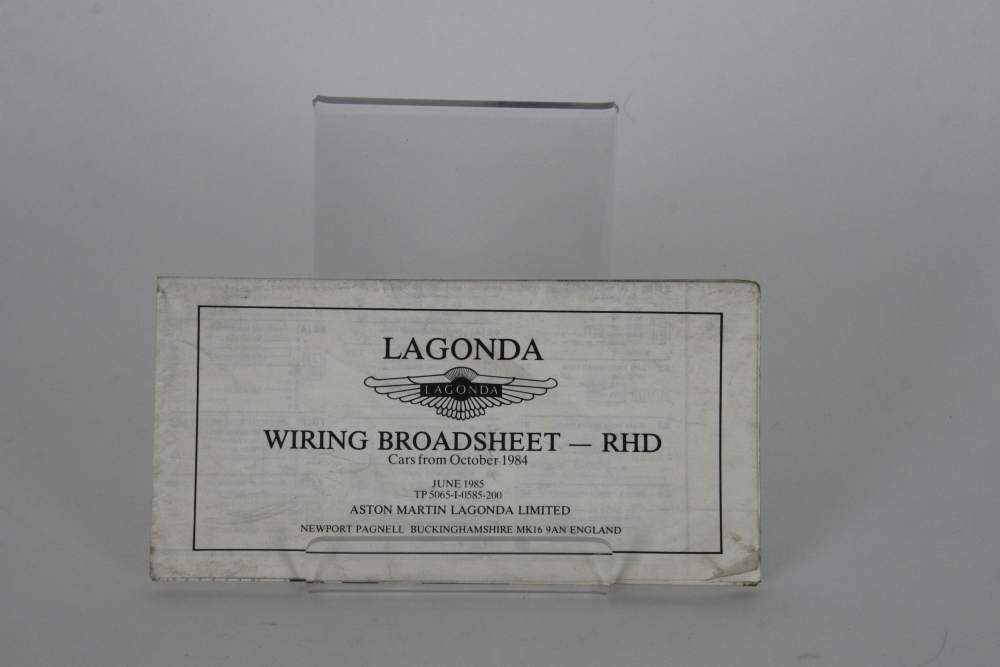 LAGONDA
LAGONDA
WIRING BROADSHEET — RHD
Cars from October 1984
JUNE 1985
TP 5065-1-0585-200
ASTON MARTIN LAGONDA LIMITED
NEWPORT PAGNELL BUCKINGHAMSHIRE MK16 9AN ENGLAND